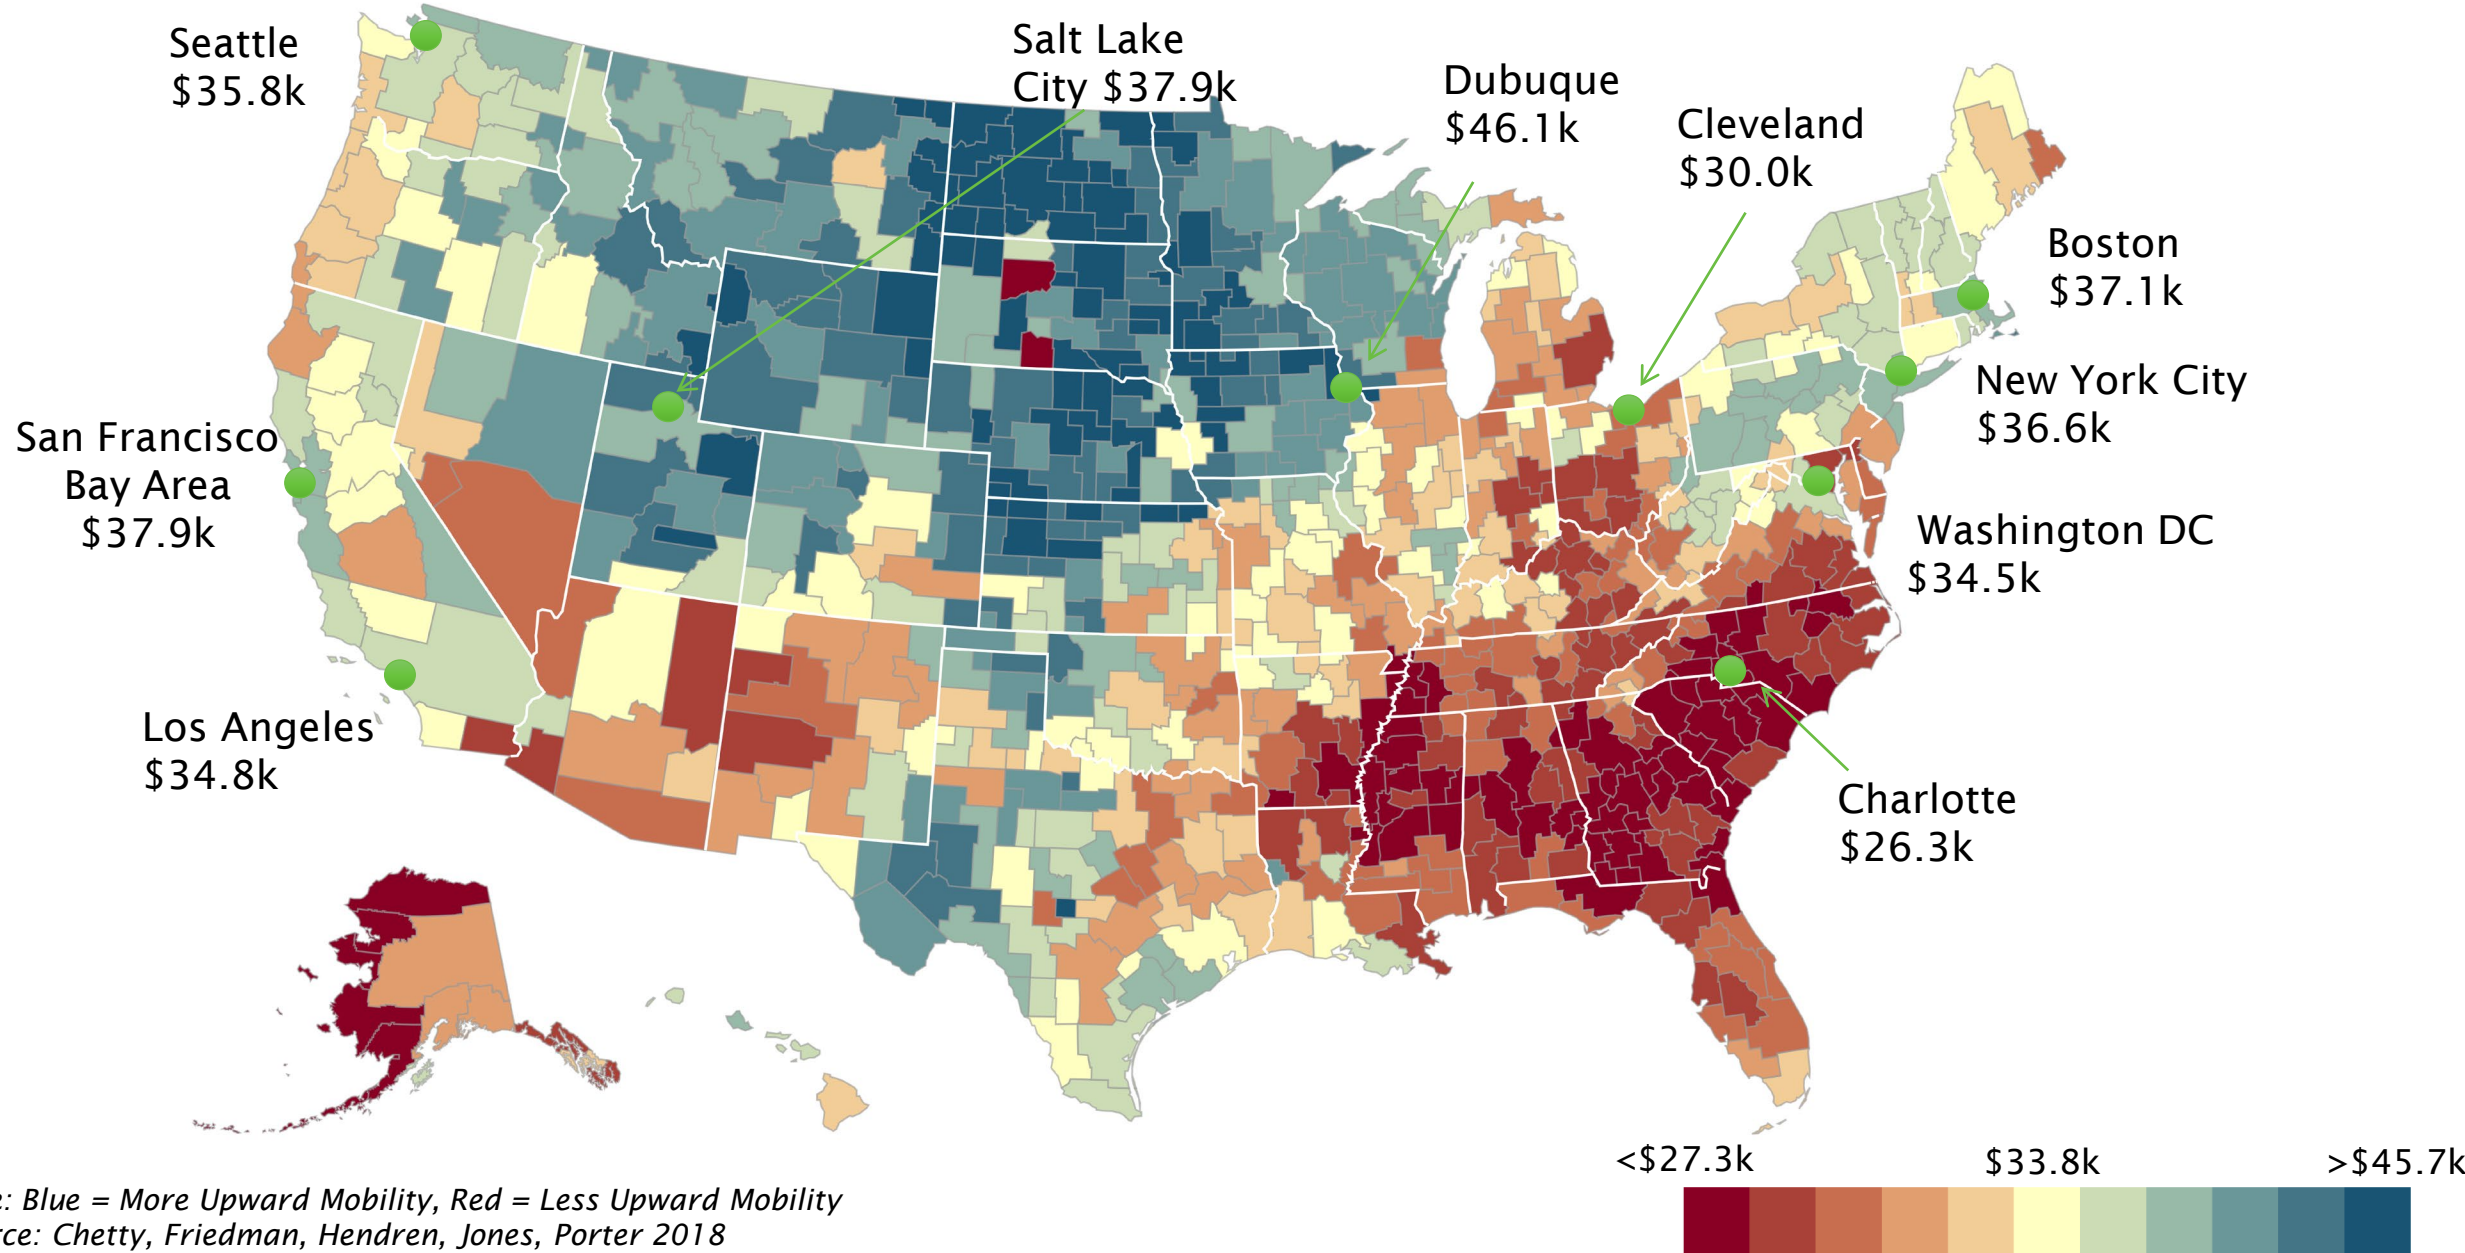 Seattle
$35.8k
Salt Lake
City $37.9k
Dubuque
$46.1k
Cleveland
$30.0k
Boston
$37.1k
New York City
$36.6k
San Francisco
Bay Area
$37.9k
Washington DC
$34.5k
Los Angeles
$34.8k
Charlotte
$26.3k
<$27.3k
$33.8k
>$45.7k
: Blue = More Upward Mobility, Red = Less Upward Mobility
rce: Chetty, Friedman, Hendren, Jones, Porter 2018